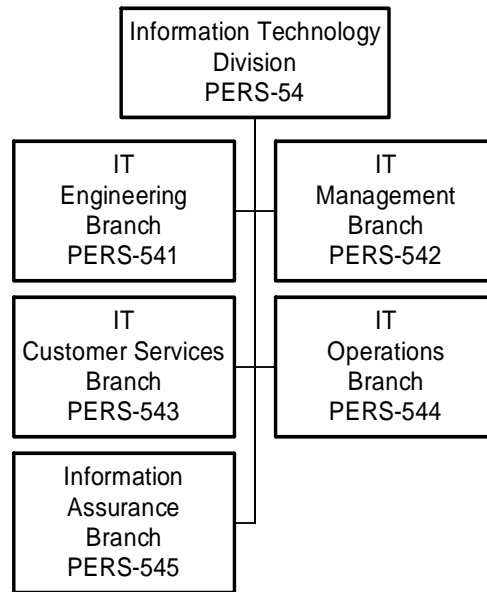 Information Technology
Division
PERS-54
IT
Engineering
Branch
PERS-541
IT
Management
Branch
PERS-542
IT
Customer Services
Branch
PERS-543
IT
Operations
Branch
PERS-544
Information
Assurance
Branch
PERS-545